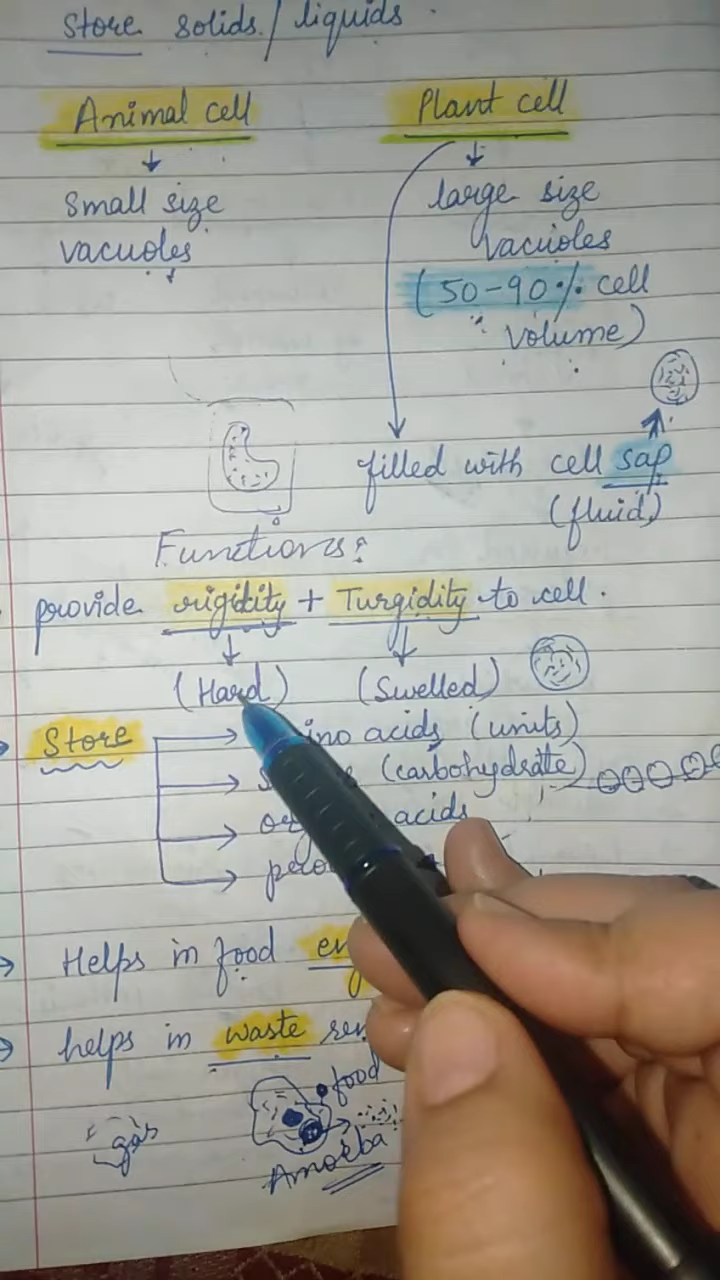 Store solids/liquids.
Animal cell
Plant cell
small size
vacuoles
large size
vacuoles
(50-90% cell
volume)
filled with cell sap
(fluid)
Functions:
provide rigidity + Turgidity to cell.
(Hard) (Swelled)
Store
acids (units)
(carbohydrate)
acids
Helps in food
helps in waste
food
gas
Amoeba